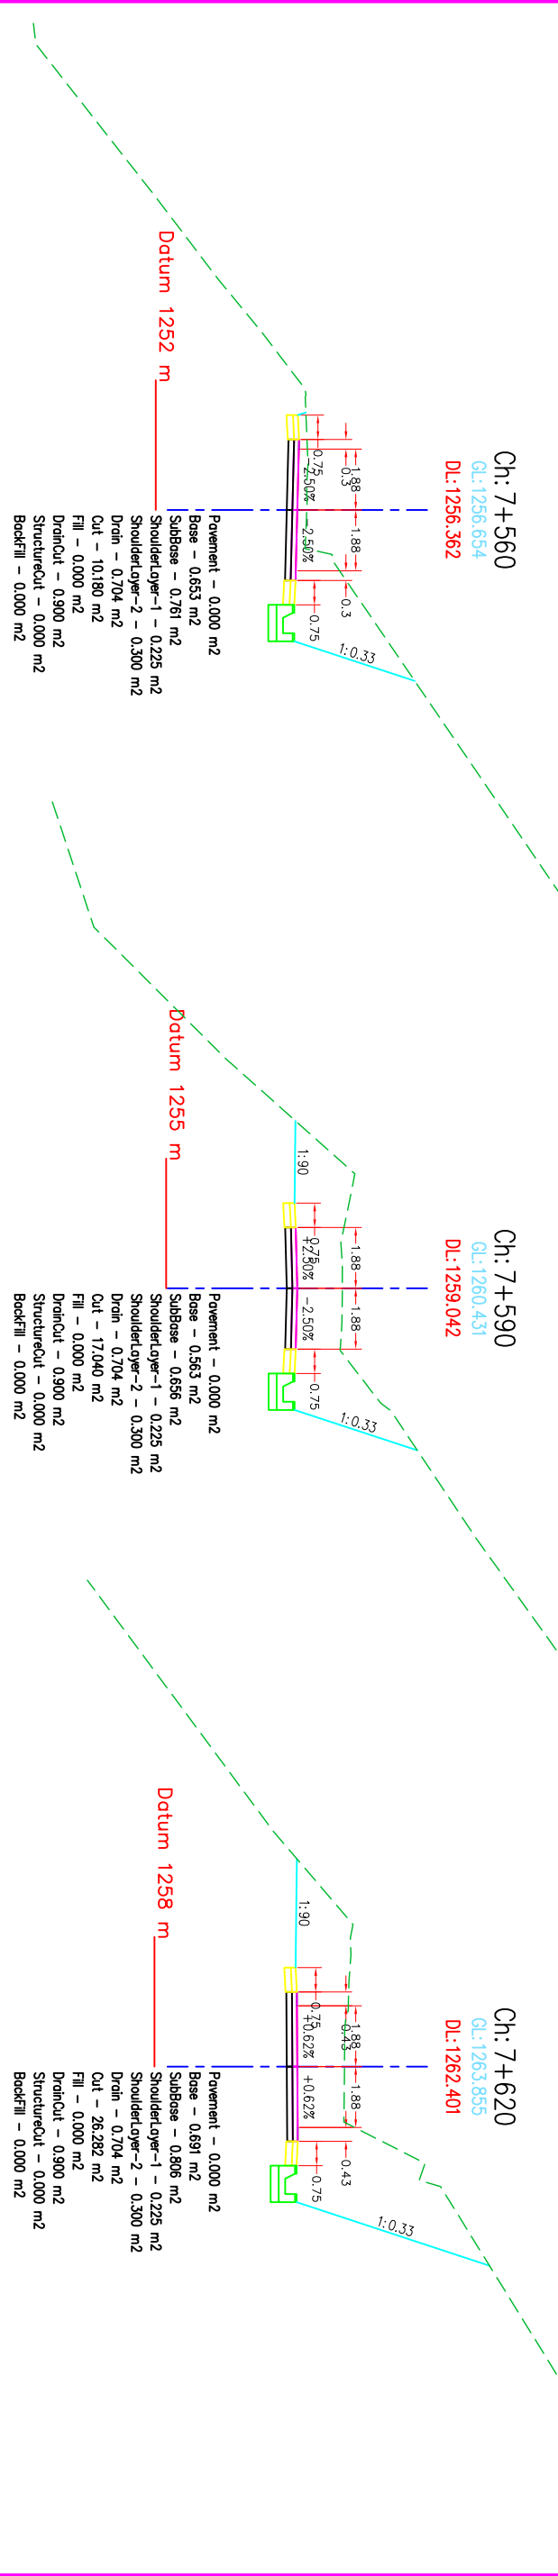 Ch: 7+560
GL:1256.654
DL:1256.362
1.88
1.88
0.3
0.3
0.75
0.75
-2.50%
-2.50%
1:0.33
Datum 1252 m
Pavement - 0.000 m2
Base - 0.653 m2
SubBase - 0.761 m2
ShoulderLayer-1 - 0.225 m2
ShoulderLayer-2 - 0.300 m2
Drain - 0.704 m2
Cut - 10.180 m2
Fill - 0.000 m2
DrainCut - 0.900 m2
StructureCut - 0.000 m2
BackFill - 0.000 m2
Ch: 7+590
GL:1260.431
DL:1259.042
1.88
1.88
0.75
0.75
+2.50%
-2.50%
1:90
1:0.33
Datum 1255 m
Pavement - 0.000 m2
Base - 0.563 m2
SubBase - 0.656 m2
ShoulderLayer-1 - 0.225 m2
ShoulderLayer-2 - 0.300 m2
Drain - 0.704 m2
Cut - 17.040 m2
Fill - 0.000 m2
DrainCut - 0.900 m2
StructureCut - 0.000 m2
BackFill - 0.000 m2
Ch: 7+620
GL:1263.855
DL:1262.401
1.88
1.88
0.43
0.43
0.75
0.75
+0.62%
+0.62%
1:90
1:0.33
Datum 1258 m
Pavement - 0.000 m2
Base - 0.691 m2
SubBase - 0.806 m2
ShoulderLayer-1 - 0.225 m2
ShoulderLayer-2 - 0.300 m2
Drain - 0.704 m2
Cut - 26.282 m2
Fill - 0.000 m2
DrainCut - 0.900 m2
StructureCut - 0.000 m2
BackFill - 0.000 m2